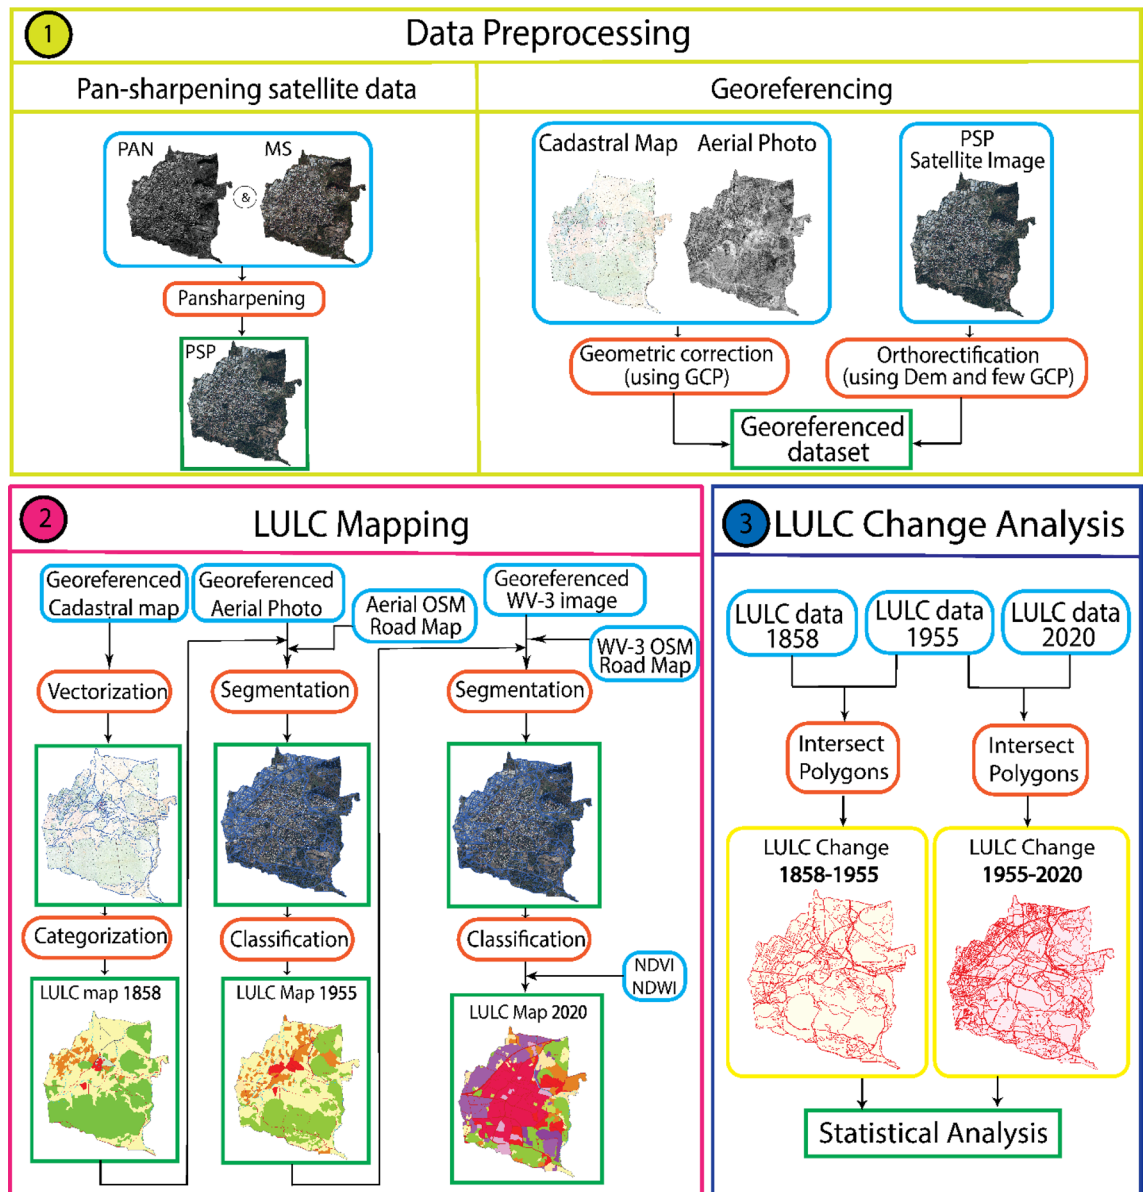 1
Data Preprocessing
Pan-sharpening satellite data
PAN
MS
&
Pansharpening
PSP
Georeferencing
Cadastral Map
Aerial Photo
PSP
Satellite Image
Geometric correction
(using GCP)
Orthorectification
(using Dem and few GCP)
Georeferenced
dataset
2
LULC Mapping
Georeferenced
Cadastral map
Georeferenced
Aerial Photo
Aerial OSM
Road Map
Georeferenced
WV-3 image
WV-3 OSM
Road Map
Vectorization
Segmentation
Segmentation
Categorization
Classification
Classification
NDVI
NDWI
LULC map 1858
LULC Map 1955
LULC Map 2020
3
LULC Change Analysis
LULC data
1858
LULC data
1955
LULC data
2020
Intersect
Polygons
Intersect
Polygons
LULC Change
1858-1955
LULC Change
1955-2020
Statistical Analysis